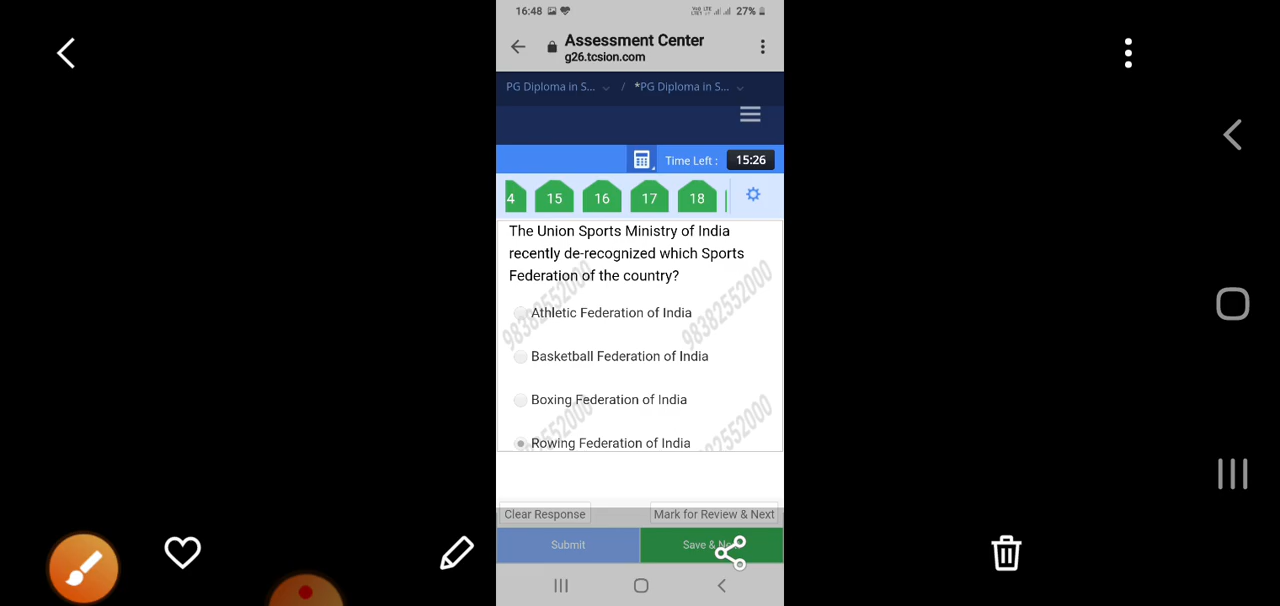 16:48 27%
Assessment Center
g26.tcsion.com
PG Diploma in S... / *PG Diploma in S...
Time Left : 15:26
4 15 16 17 18
The Union Sports Ministry of India
recently de-recognized which Sports
Federation of the country?
Athletic Federation of India
Basketball Federation of India
Boxing Federation of India
Rowing Federation of India
98382552000
98382552000
Clear Response Mark for Review & Next
Submit Save &